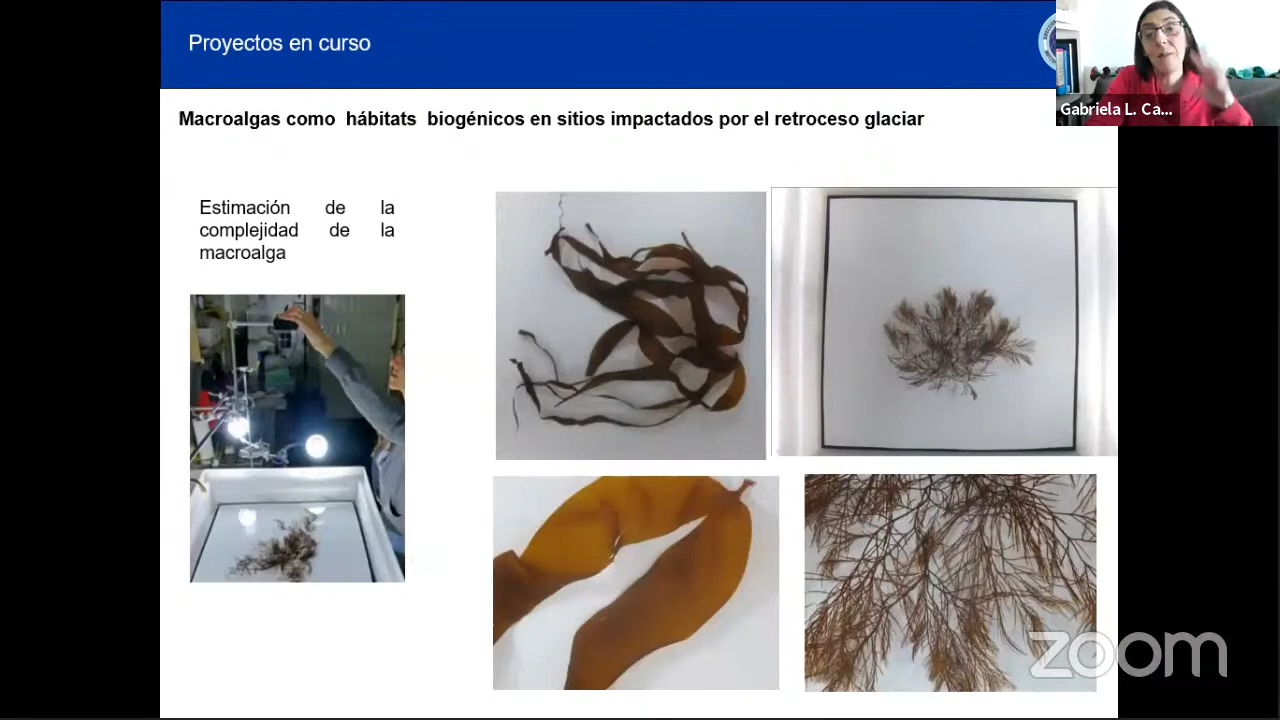 Proyectos en curso
Gabriela L. Ca...
Macroalgas como hábitats biogénicos en sitios impactados por el retroceso glaciar
Estimación de la
complejidad de la
macroalga
zoom